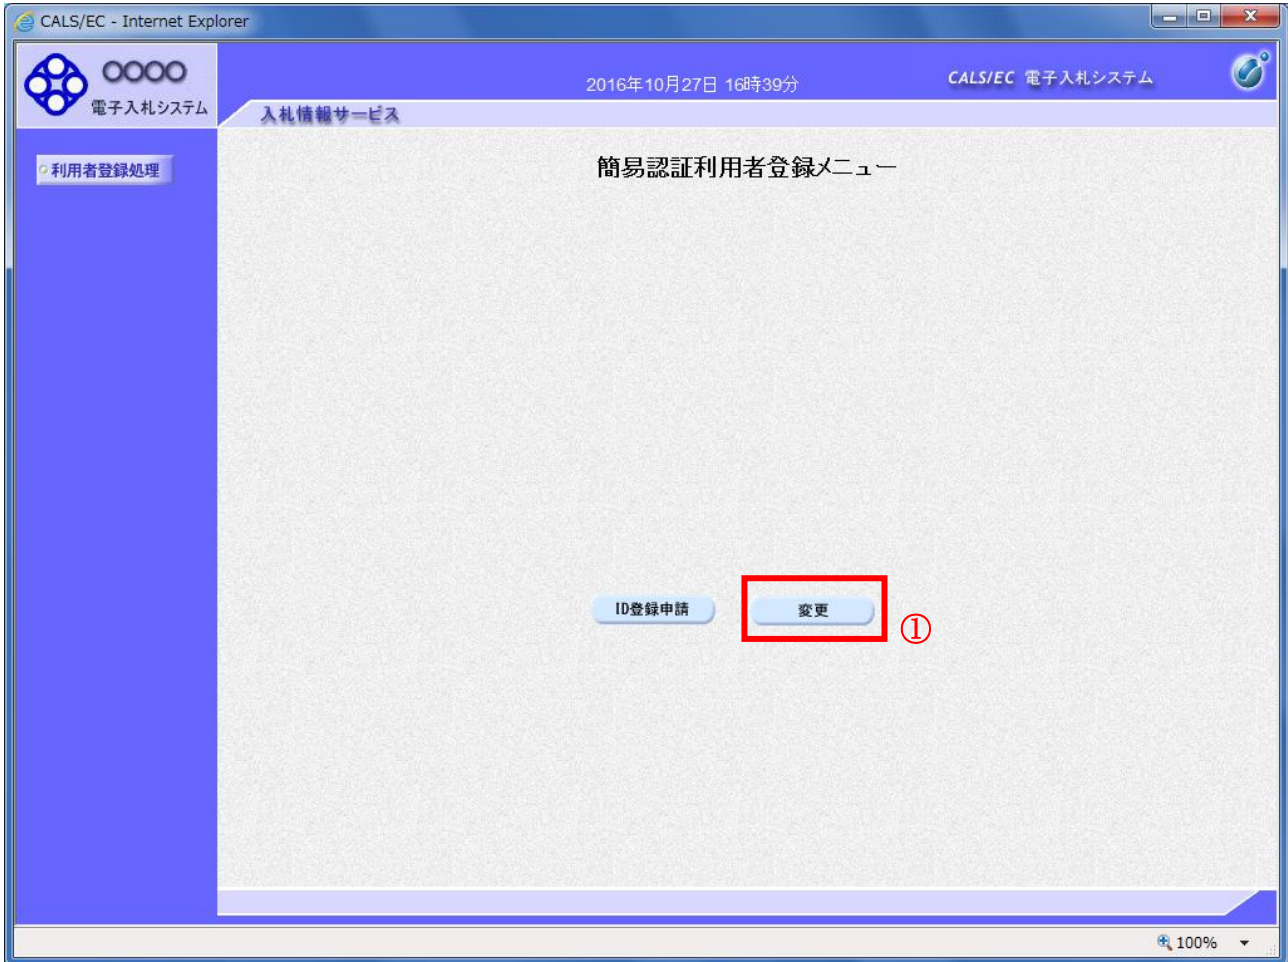 CALS/EC - Internet Explorer
〇〇〇〇
電子入札システム
2016年10月27日 16時39分
CALS/EC 電子入札システム
入札情報サービス
利用者登録処理
簡易認証利用者登録メニュー
ID登録申請
変更
①
100%